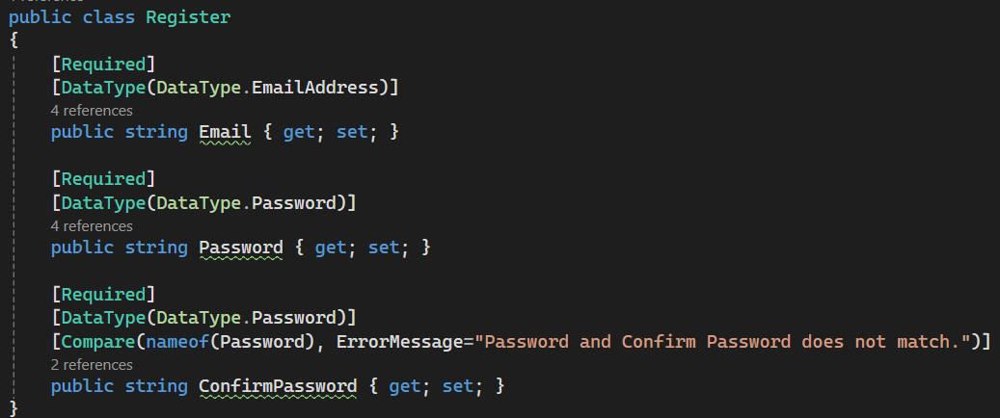 public class Register
{
[Required]
[DataType(DataType.EmailAddress)]
4 references
public string Email { get; set; }
[Required]
[DataType(DataType.Password)]
4 references
public string Password { get; set; }
[Required]
[DataType(DataType.Password)]
[Compare(nameof(Password), ErrorMessage="Password and Confirm Password does not match.")]
2 references
public string ConfirmPassword { get; set; }
}